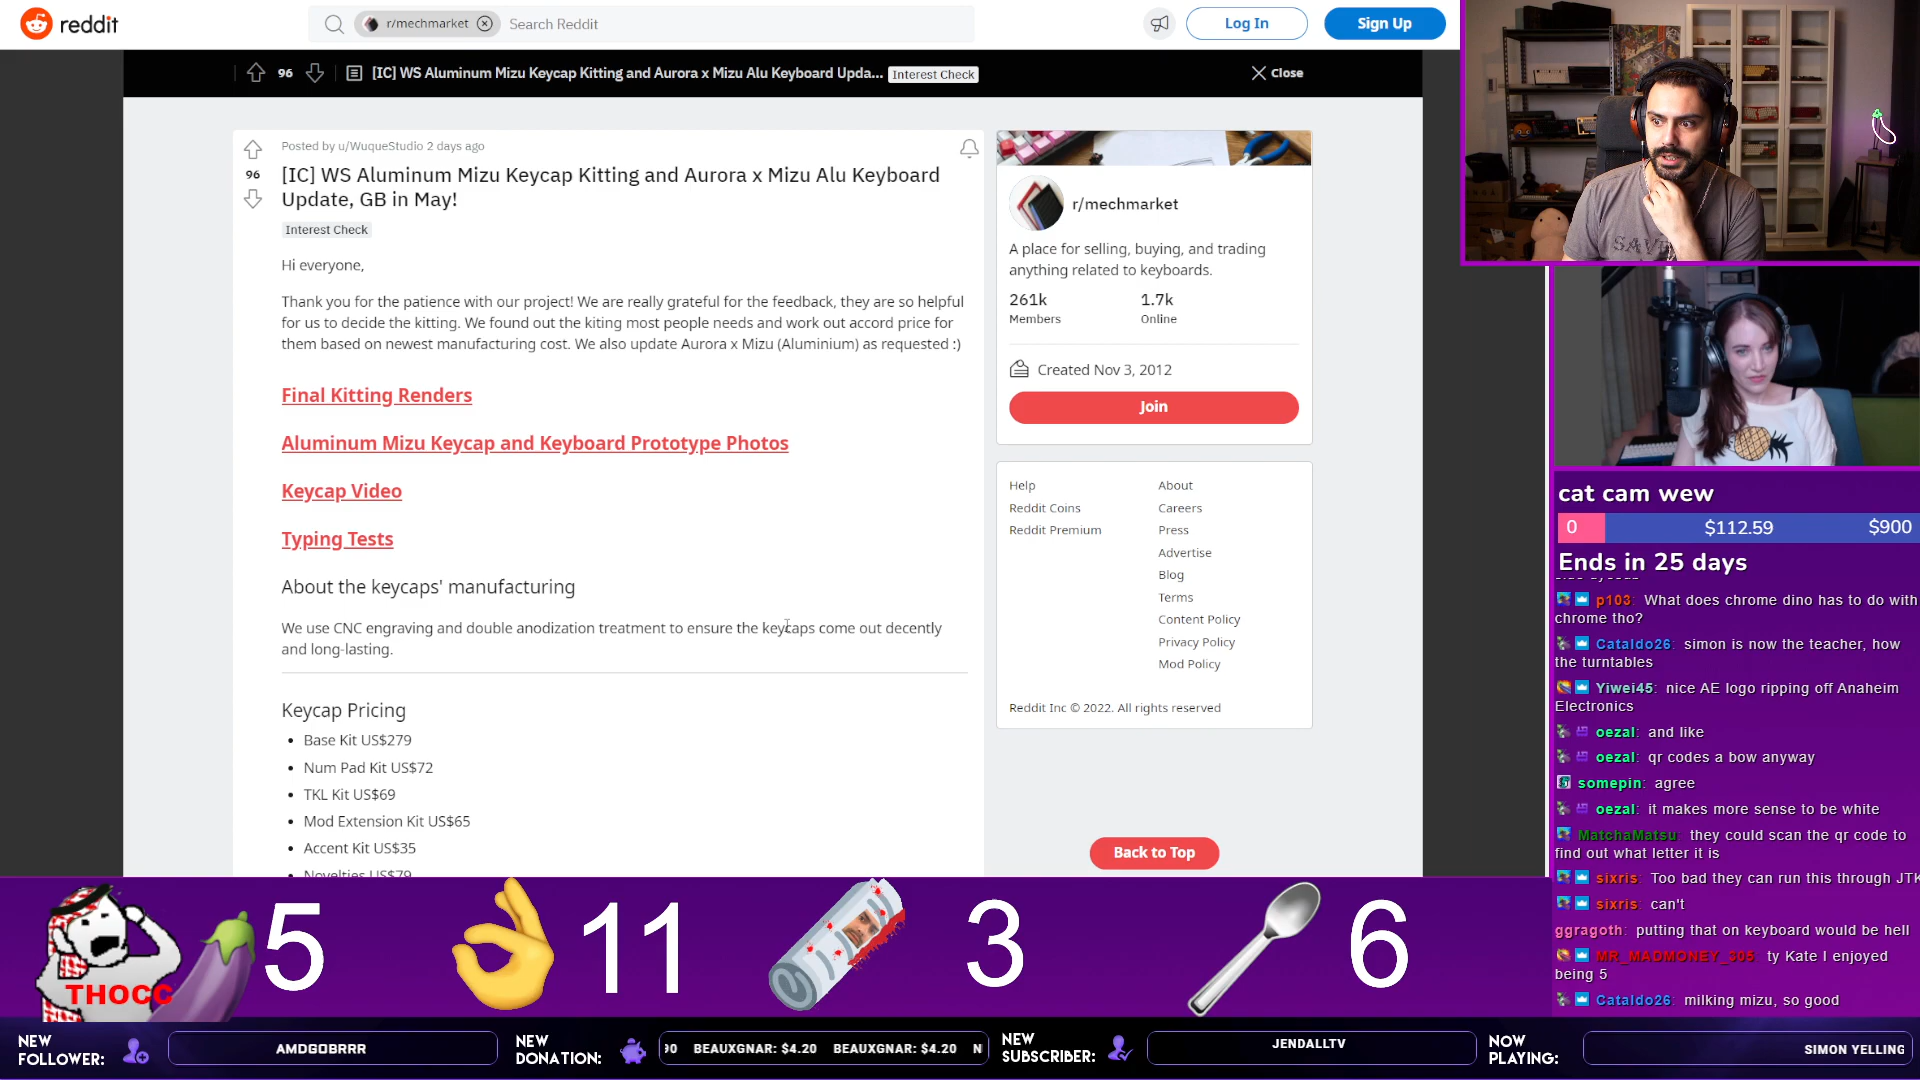 reddit
r/mechmarket
Search Reddit
Log In
Sign Up
96
[IC] WS Aluminum Mizu Keycap Kitting and Aurora x Mizu Alu Keyboard Upda...
Interest Check
Close
Posted by u/WuqueStudio 2 days ago
96
[IC] WS Aluminum Mizu Keycap Kitting and Aurora x Mizu Alu Keyboard
Update, GB in May!
Interest Check
Hi everyone,
Thank you for the patience with our project! We are really grateful for the feedback, they are so helpful
for us to decide the kitting. We found out the kiting most people needs and work out accord price for
them based on newest manufacturing cost. We also update Aurora x Mizu (Aluminium) as requested :)
Final Kitting Renders
Aluminum Mizu Keycap and Keyboard Prototype Photos
Keycap Video
Typing Tests
About the keycaps' manufacturing
We use CNC engraving and double anodization treatment to ensure the keycaps come out decently
and long-lasting.
Keycap Pricing
• Base Kit US$279
• Num Pad Kit US$72
• TKL Kit US$69
• Mod Extension Kit US$65
• Accent Kit US$35
Novelties US$79
r/mechmarket
A place for selling, buying, and trading
anything related to keyboards.
261k
1.7k
Members
Online
Created Nov 3, 2012
Join
Help
About
Reddit Coins
Careers
Reddit Premium
Press
Advertise
Blog
Terms
Content Policy
Privacy Policy
Mod Policy
Reddit Inc © 2022. All rights reserved
Back to Top
cat cam wew
0 $112.59 $900
Ends in 25 days
p103: What does chrome dino has to do with
chrome tho?
Cataldo26: simon is now the teacher, how
the turntables
Yiwei45: nice AE logo ripping off Anaheim
Electronics
oezal: and like
oezal: qr codes a bow anyway
somepin: agree
oezal: it makes more sense to be white
MatchaMatsu: they could scan the qr code to
find out what letter it is
sixris: Too bad they can run this through JTK
sixris: can't
ggragoth: putting that on keyboard would be hell
MR_MADMONEY_305: ty Kate I enjoyed
being 5
Cataldo26: milking mizu, so good
THOCC
5
11
3
6
NEW
FOLLOWER:
AMDGOBRRR
NEW
DONATION:
90 BEAUXGNAR: $4.20 BEAUXGNAR: $4.20 N
NEW
SUBSCRIBER:
JENDALLTV
NOW
PLAYING:
SIMON YELLING